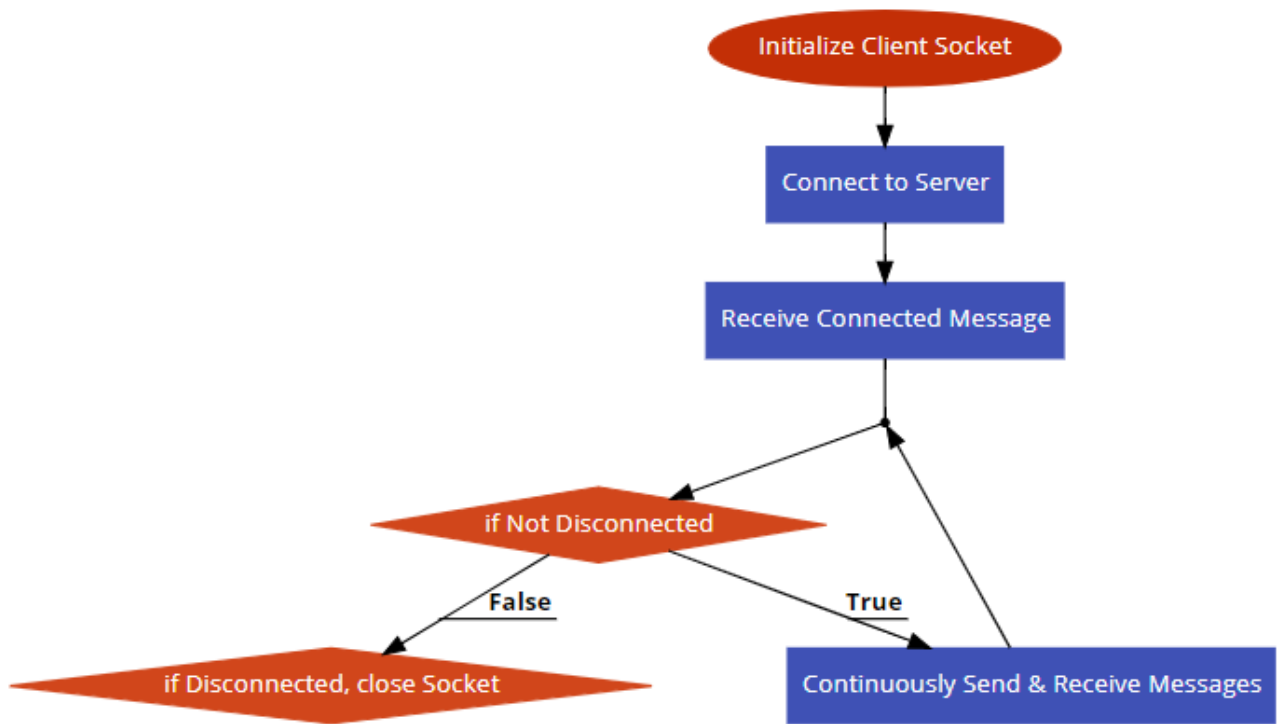 Initialize Client Socket
Connect to Server
Receive Connected Message
if Not Disconnected
False
True
if Disconnected, close Socket
Continuously Send & Receive Messages